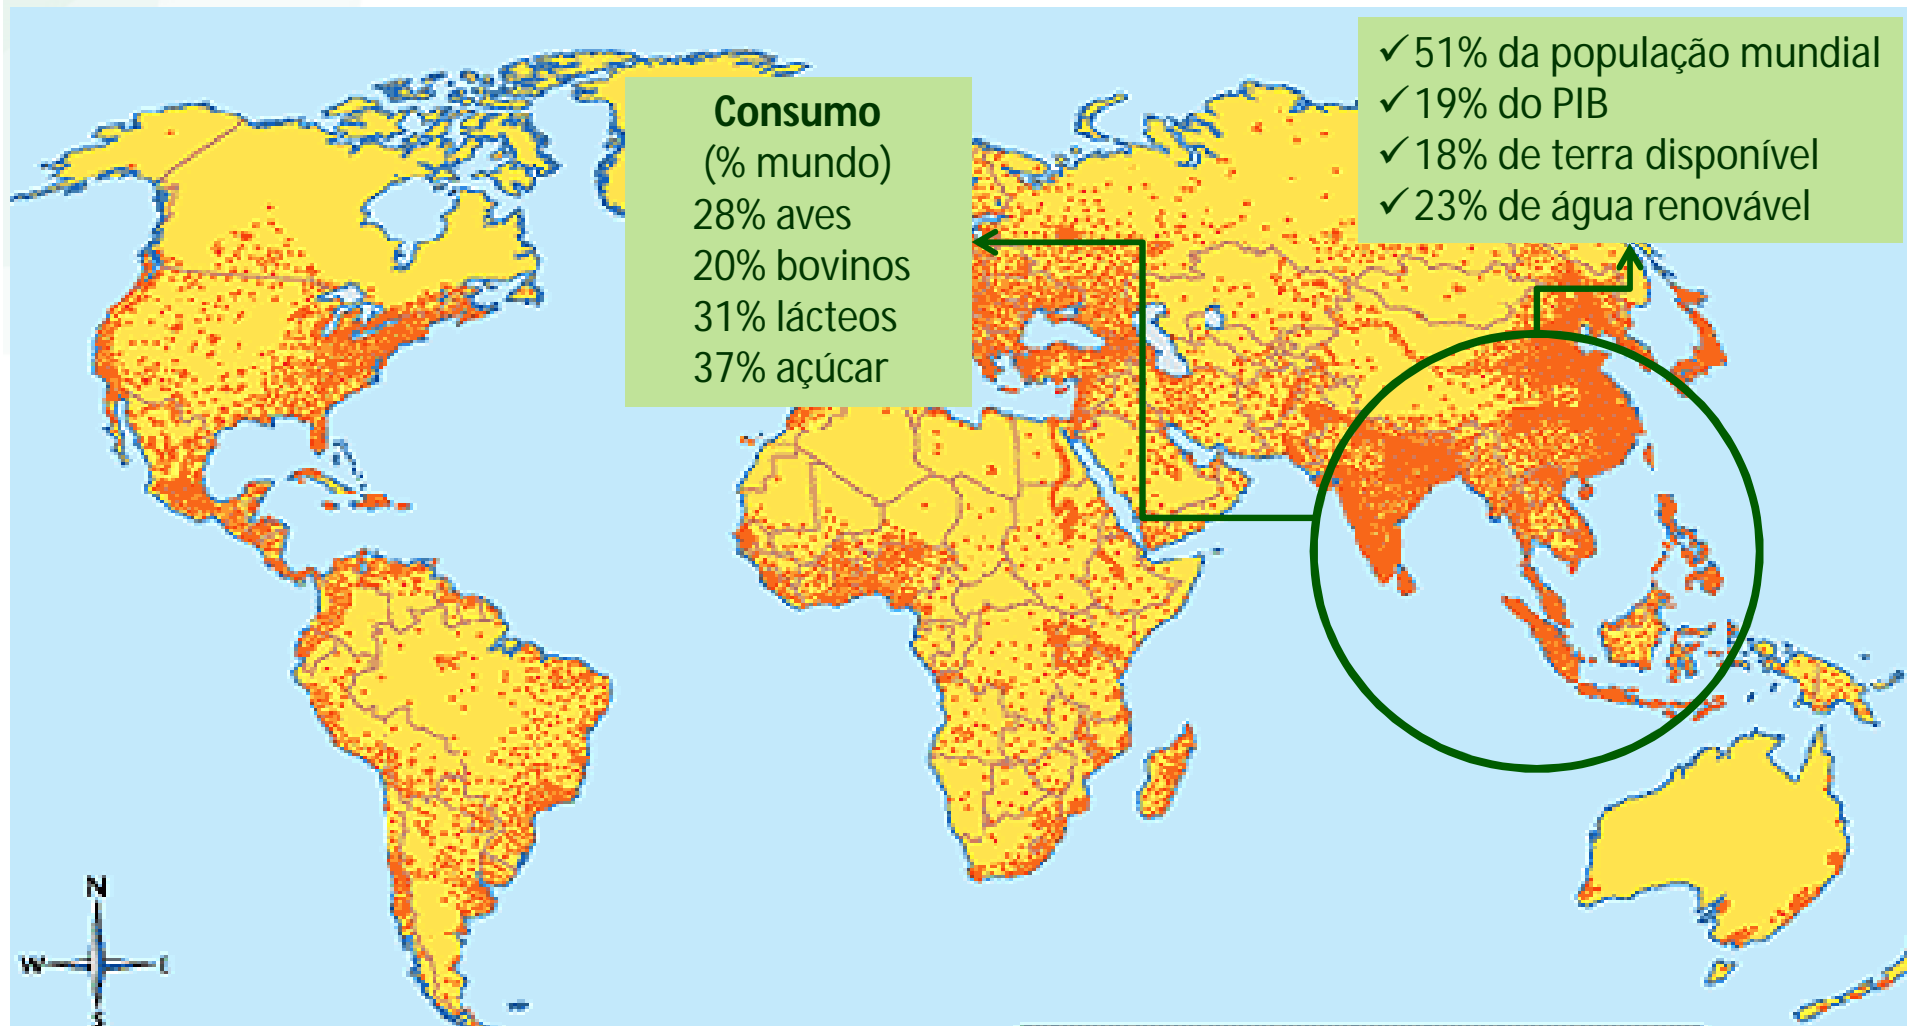 ✓51% da população mundial
✓19% do PIB
✓18% de terra disponível
✓23% de água renovável
Consumo
(% mundo)
28% aves
20% bovinos
31% lácteos
37% açúcar
N
W
S